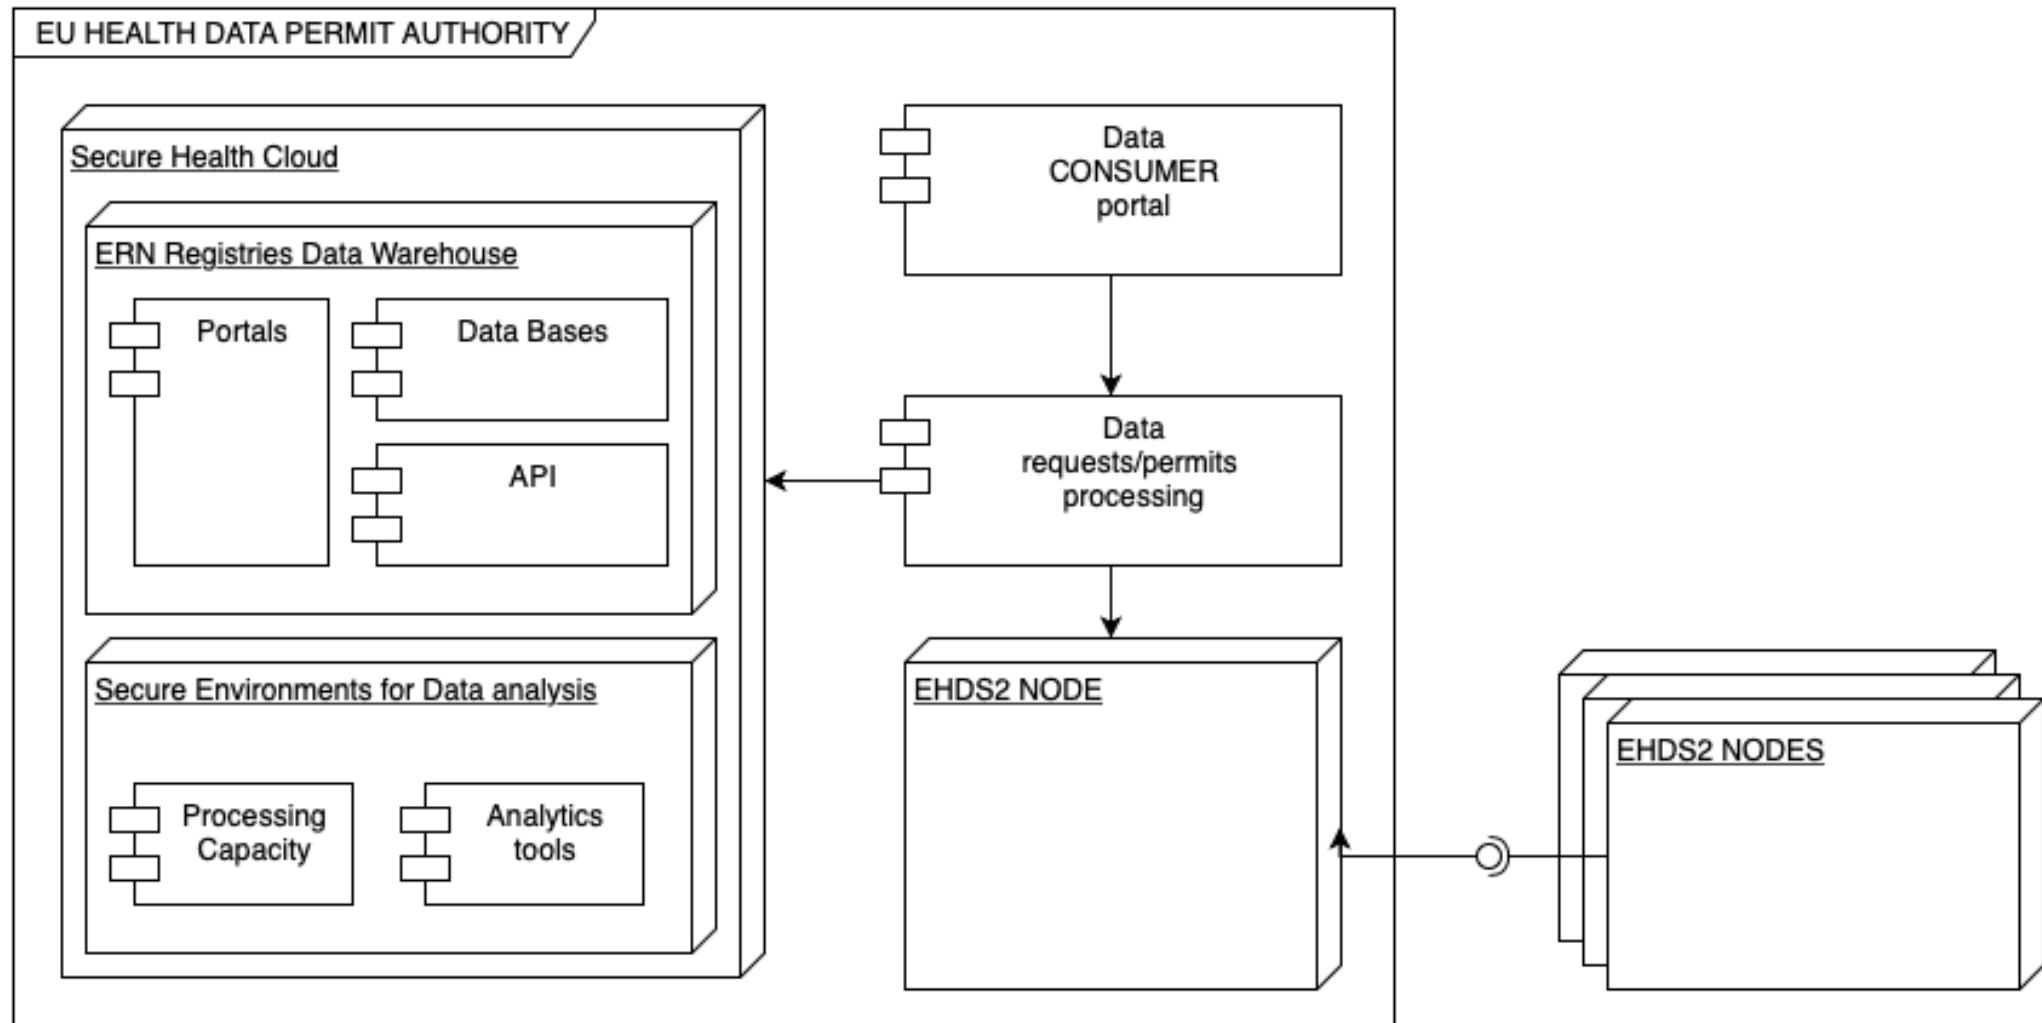 EU HEALTH DATA PERMIT AUTHORITY
Secure Health Cloud
ERN Registries Data Warehouse
Portals
Data Bases
API
Secure Environments for Data analysis
Processing
Capacity
Analytics
tools
Data
CONSUMER
portal
Data
requests/permits
processing
EHDS2 NODE
EHDS2 NODES